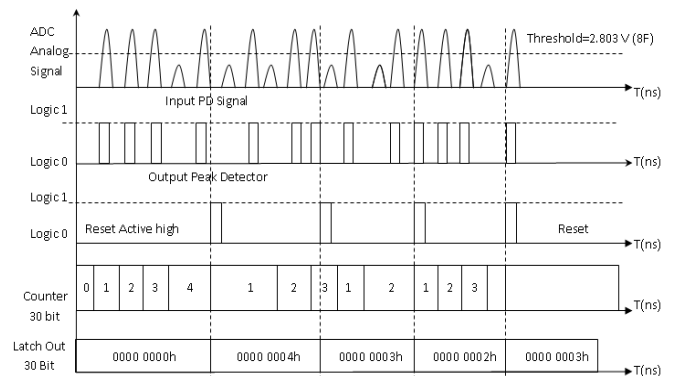 ADC
Analog
Signal
Threshold=2.803 V (8F)
T(ns)
Input PD Signal
Logic 1
Logic 0
T(ns)
Output Peak Detector
Logic 1
Logic 0
Reset Active high
Reset
T(ns)
Counter
30 bit
0 1 2 3 4 1 2 3 1 2 1 2 3
T(ns)
Latch Out
30 Bit
0000 0000h 0000 0004h 0000 0003h 0000 0002h 0000 0003h
T(ns)